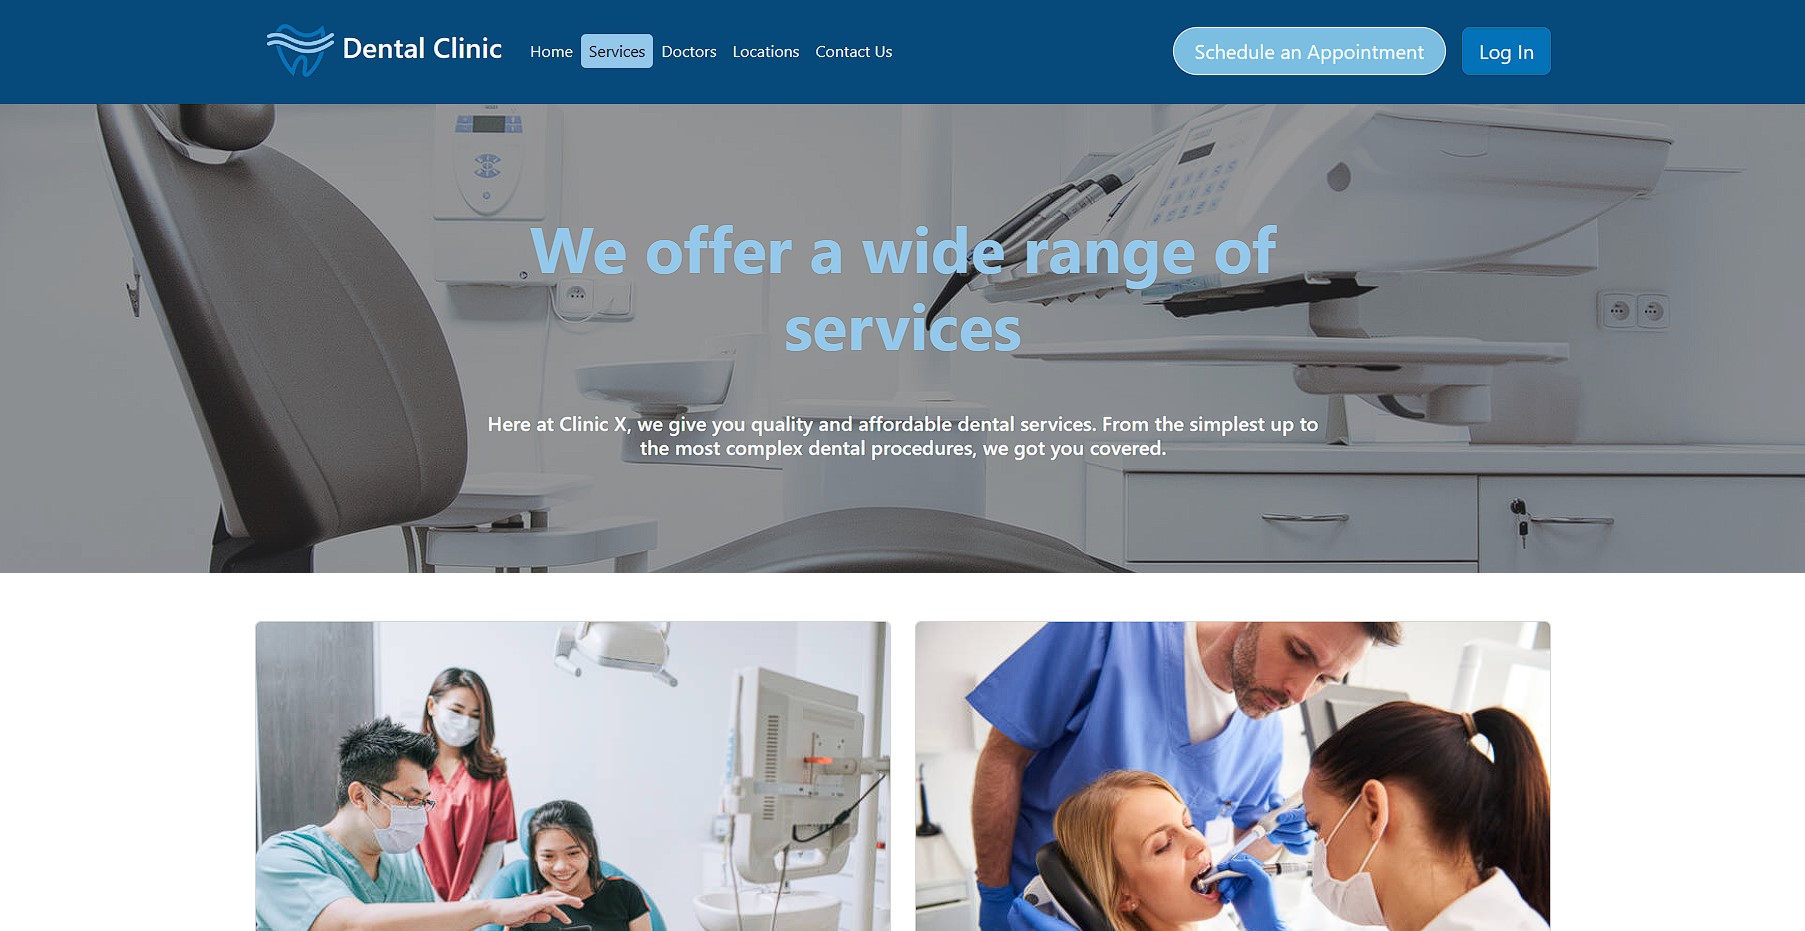 Dental Clinic
Home Services Doctors Locations Contact Us
Schedule an Appointment
Log In
We offer a wide range of
services
Here at Clinic X, we give you quality and affordable dental services. From the simplest up to
the most complex dental procedures, we got you covered.